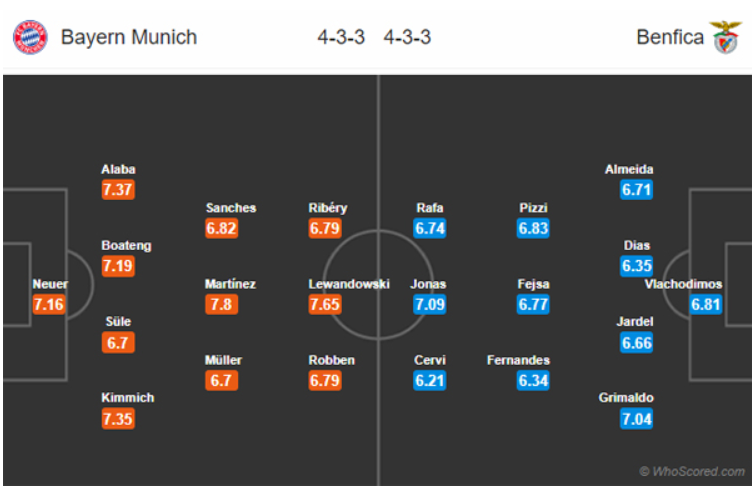 Bayern Munich 4-3-3 4-3-3 Benfica
Alaba
7.37
Boateng
7.19
Neuer
7.16
Süle
6.7
Kimmich
7.35
Sanches
6.82
Martínez
7.8
Müller
6.7
Ribéry
6.79
Lewandowski
7.65
Robben
6.79
Rafa
6.74
Jonas
7.09
Cervi
6.21
Pizzi
6.83
Fejsa
6.77
Fernandes
6.34
Almeida
6.71
Dias
6.35
Vlachodimos
6.81
Jardel
6.66
Grimaldo
7.04
© WhoScored.com